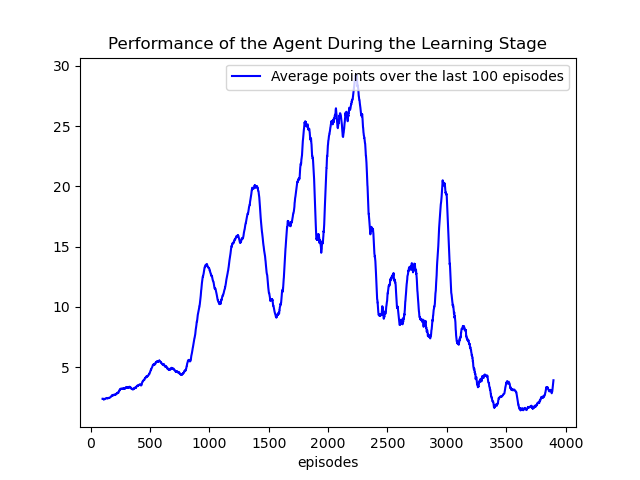 Performance of the Agent During the Learning Stage
Average points over the last 100 episodes
30
25
20
15
10
5
0 500 1000 1500 2000 2500 3000 3500 4000
episodes